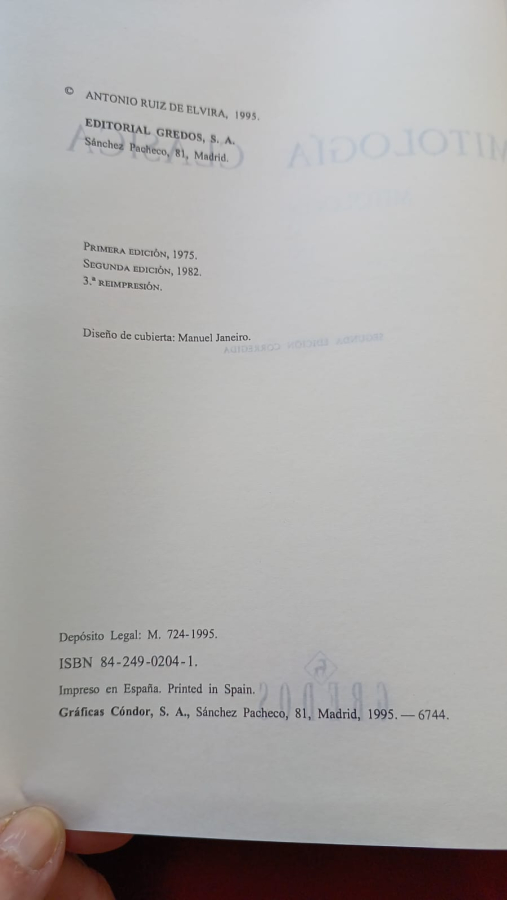 © ANTONIO RUIZ DE ELVIRA, 1995.
EDITORIAL GREDOS, S. A.
Sánchez Pacheco, 81, Madrid.
PRIMERA EDICIÓN, 1975.
SEGUNDA EDICIÓN, 1982.
3.ª REIMPRESIÓN.
Diseño de cubierta: Manuel Janeiro.
Depósito Legal: M. 724-1995.
ISBN 84-249-0204-1.
Impreso en España. Printed in Spain.
Gráficas Cóndor, S. A., Sánchez Pacheco, 81, Madrid, 1995. — 6744.